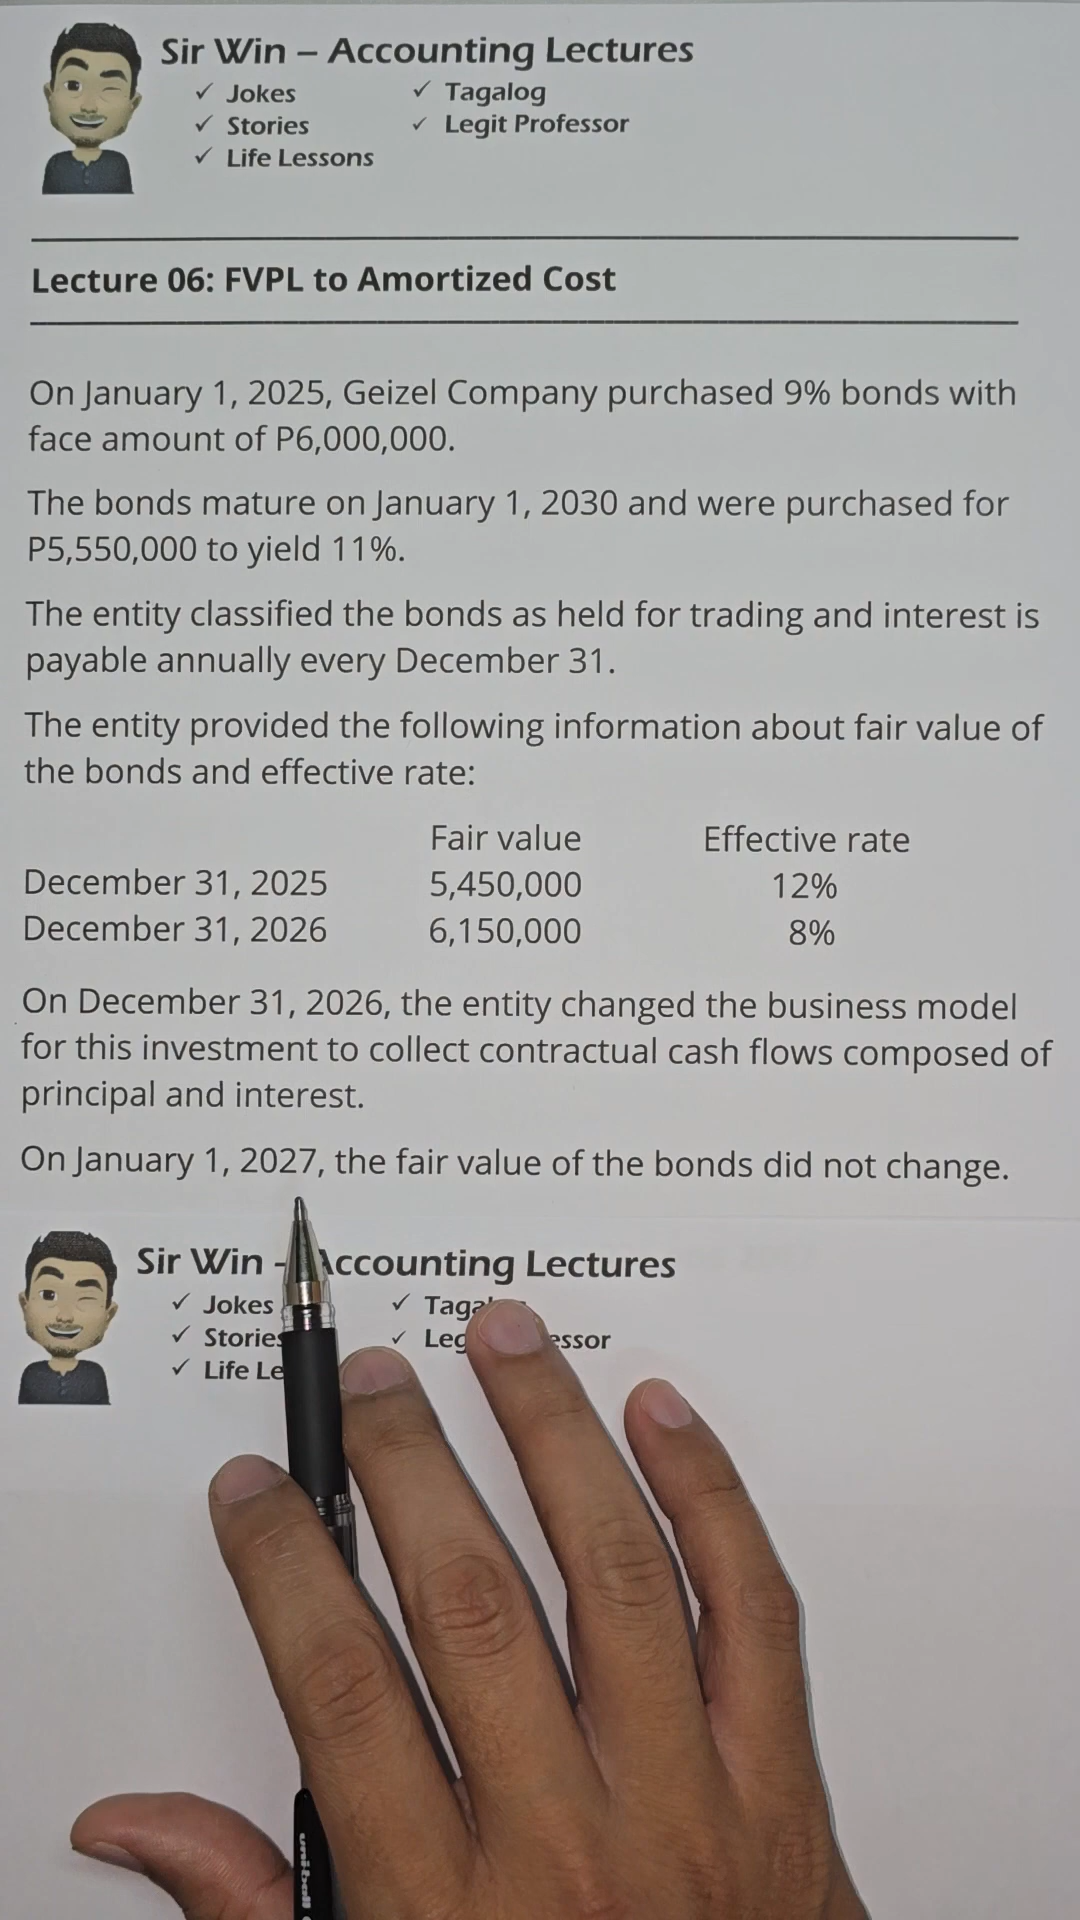 Sir Win – Accounting Lectures
✓ Jokes ✓ Tagalog
✓ Stories ✓ Legit Professor
✓ Life Lessons
Lecture 06: FVPL to Amortized Cost
On January 1, 2025, Geizel Company purchased 9% bonds with
face amount of P6,000,000.
The bonds mature on January 1, 2030 and were purchased for
P5,550,000 to yield 11%.
The entity classified the bonds as held for trading and interest is
payable annually every December 31.
The entity provided the following information about fair value of
the bonds and effective rate:
Fair value Effective rate
December 31, 2025 5,450,000 12%
December 31, 2026 6,150,000 8%
On December 31, 2026, the entity changed the business model
for this investment to collect contractual cash flows composed of
principal and interest.
On January 1, 2027, the fair value of the bonds did not change.
Sir Win - Accounting Lectures
✓ Jokes ✓
✓ Stories ✓
✓ Life
uniball